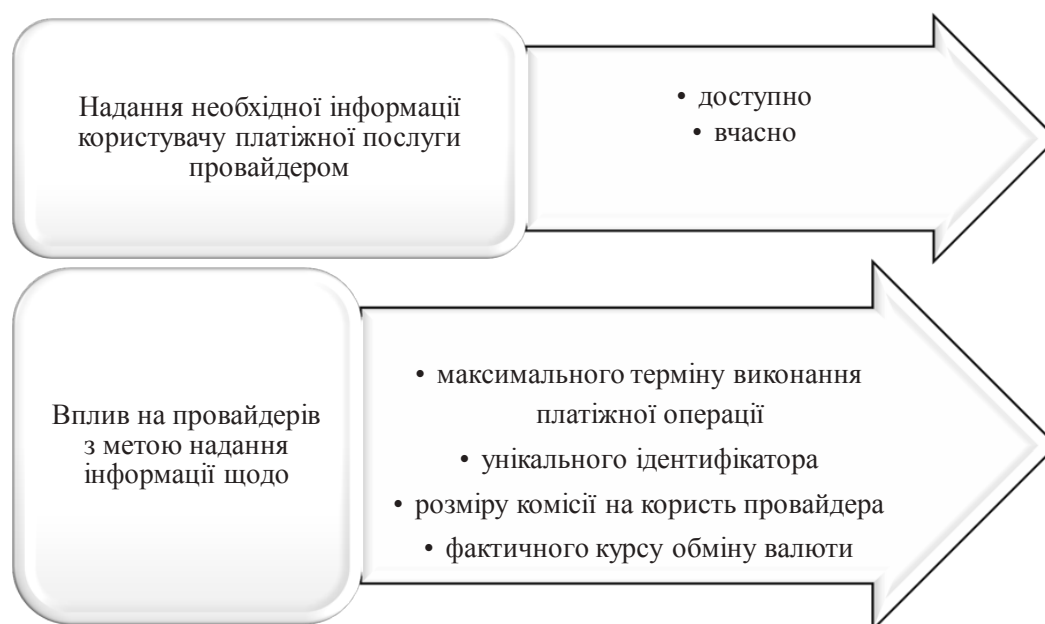 Надання необхідної інформації
користувачу платіжної послуги
провайдером
• доступно
• вчасно
Вплив на провайдерів
з метою надання
інформації щодо
• максимального терміну виконання
платіжної операції
• унікального ідентифікатора
• розміру комісії на користь провайдера
• фактичного курсу обміну валюти